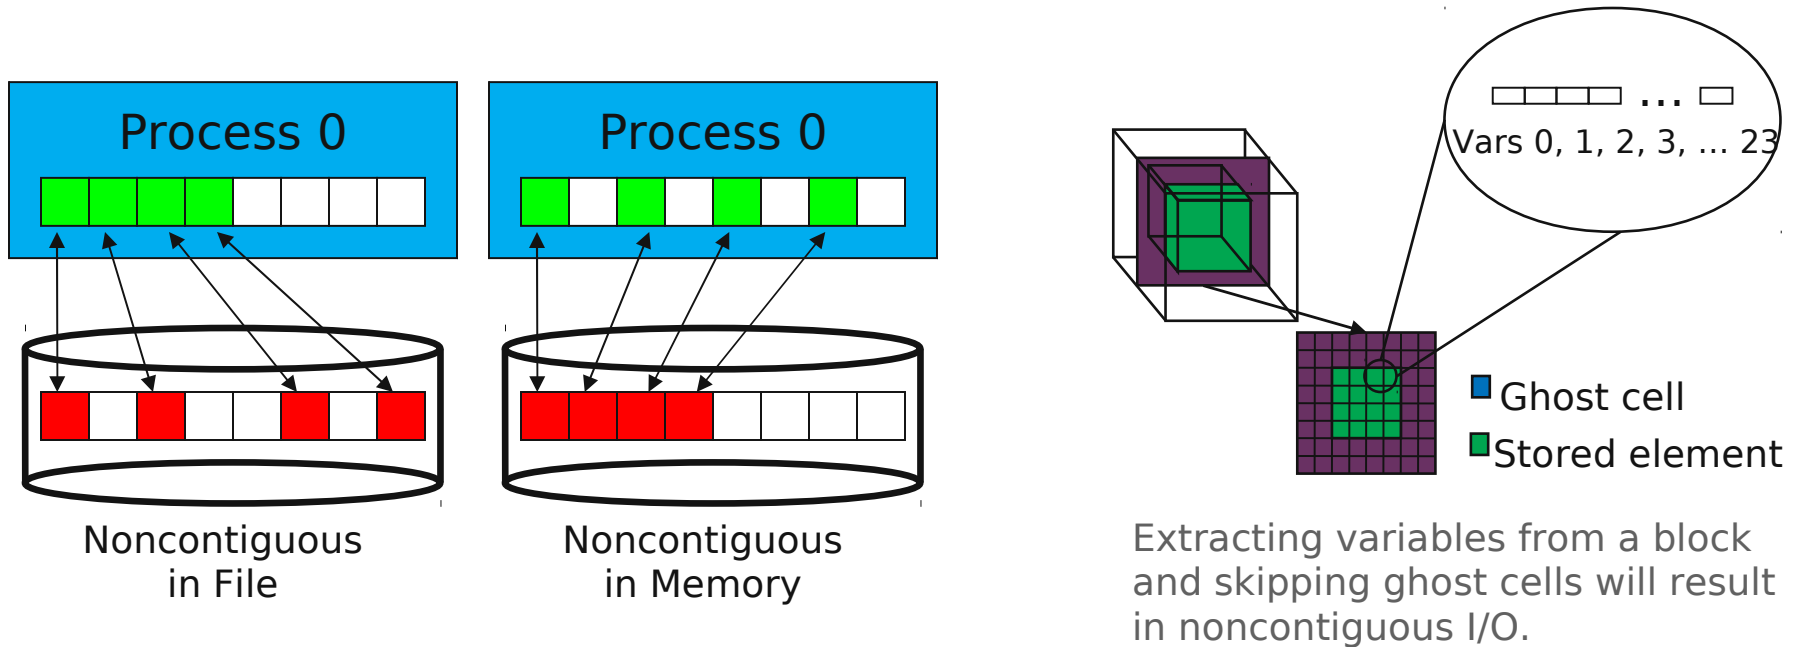 Process 0
Noncontiguous
in File
Process 0
Noncontiguous
in Memory
... 
Vars 0, 1, 2, 3, ... 23
Ghost cell
Stored element
Extracting variables from a block
and skipping ghost cells will result
in noncontiguous I/O.